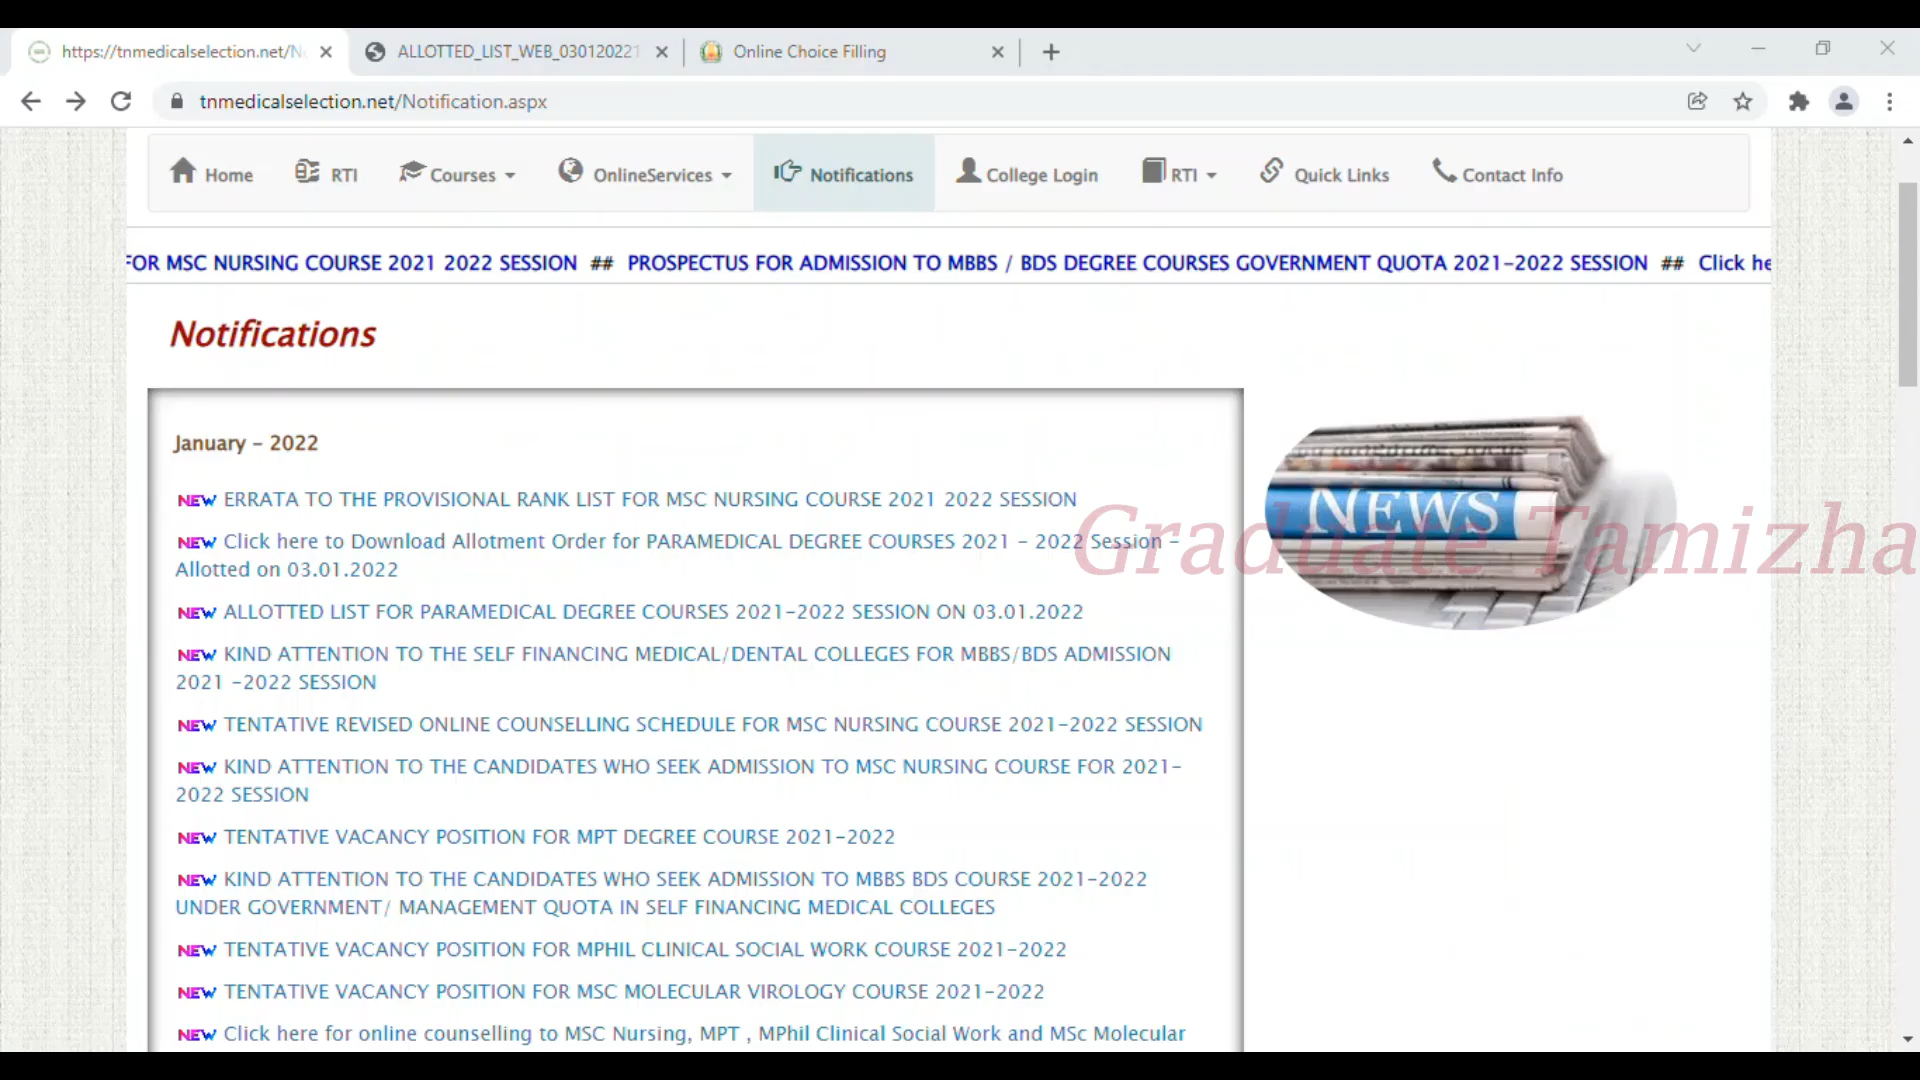 https://tnmedicalselection.net/N
ALLOTTED_LIST_WEB_030120221
Online Choice Filling
tnmedicalselection.net/Notification.aspx
Home
RTI
Courses
OnlineServices
Notifications
College Login
RTI
Quick Links
Contact Info
FOR MSC NURSING COURSE 2021 2022 SESSION ## PROSPECTUS FOR ADMISSION TO MBBS / BDS DEGREE COURSES GOVERNMENT QUOTA 2021-2022 SESSION ## Click he
Notifications
January - 2022
NEW ERRATA TO THE PROVISIONAL RANK LIST FOR MSC NURSING COURSE 2021 2022 SESSION
NEW Click here to Download Allotment Order for PARAMEDICAL DEGREE COURSES 2021 - 2022 Session -
Allotted on 03.01.2022
NEW ALLOTTED LIST FOR PARAMEDICAL DEGREE COURSES 2021-2022 SESSION ON 03.01.2022
NEW KIND ATTENTION TO THE SELF FINANCING MEDICAL/DENTAL COLLEGES FOR MBBS/BDS ADMISSION
2021 -2022 SESSION
NEW TENTATIVE REVISED ONLINE COUNSELLING SCHEDULE FOR MSC NURSING COURSE 2021-2022 SESSION
NEW KIND ATTENTION TO THE CANDIDATES WHO SEEK ADMISSION TO MSC NURSING COURSE FOR 2021-
2022 SESSION
NEW TENTATIVE VACANCY POSITION FOR MPT DEGREE COURSE 2021-2022
NEW KIND ATTENTION TO THE CANDIDATES WHO SEEK ADMISSION TO MBBS BDS COURSE 2021-2022
UNDER GOVERNMENT/ MANAGEMENT QUOTA IN SELF FINANCING MEDICAL COLLEGES
NEW TENTATIVE VACANCY POSITION FOR MPHIL CLINICAL SOCIAL WORK COURSE 2021-2022
NEW TENTATIVE VACANCY POSITION FOR MSC MOLECULAR VIROLOGY COURSE 2021-2022
NEW Click here for online counselling to MSC Nursing, MPT , MPhil Clinical Social Work and MSc Molecular
NEWS
Graduate Tamizha